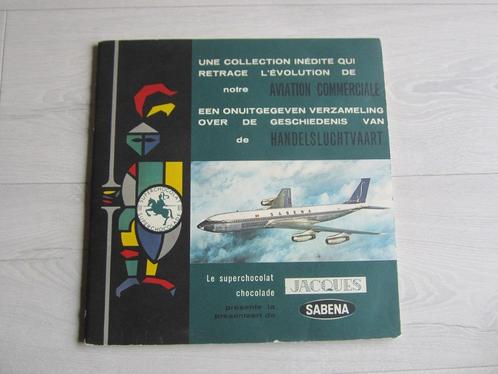 UNE COLLECTION INÉDITE QUI
RETRACE L'ÉVOLUTION DE
notre AVIATION COMMERCIALE
EEN ONUITGEGEVEN VERZAMELING
OVER DE GESCHIEDENIS VAN
de HANDELSLUCHTVAART
SABENA
Le superchocolat
chocolade
JACQUES
présente la
presenteert de
SABENA